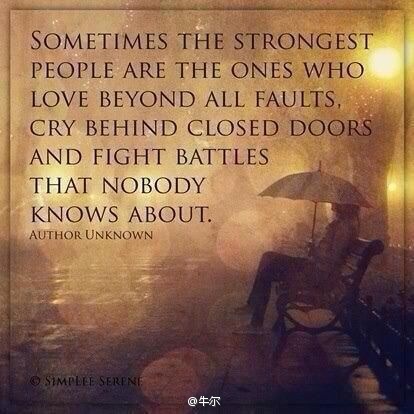 Sometimes the strongest
people are the ones who
love beyond all faults,
cry behind closed doors
and fight battles
that nobody
knows about.
Author Unknown
© Simplee Serene
@牛尔